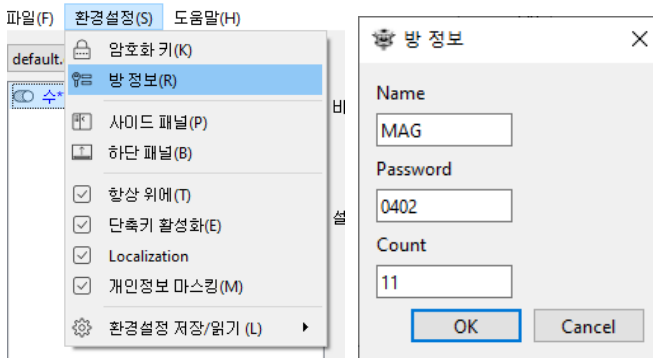 파일(F) 환경설정(S) 도움말(H)
default.
수*
암호화 키(K)
방 정보(R)
사이드 패널(P)
하단 패널(B)
항상 위에(T)
단축키 활성화(E)
Localization
개인정보 마스킹(M)
환경설정 저장/읽기 (L)
비
설
방 정보
Name
MAG
Password
0402
Count
11
OK Cancel